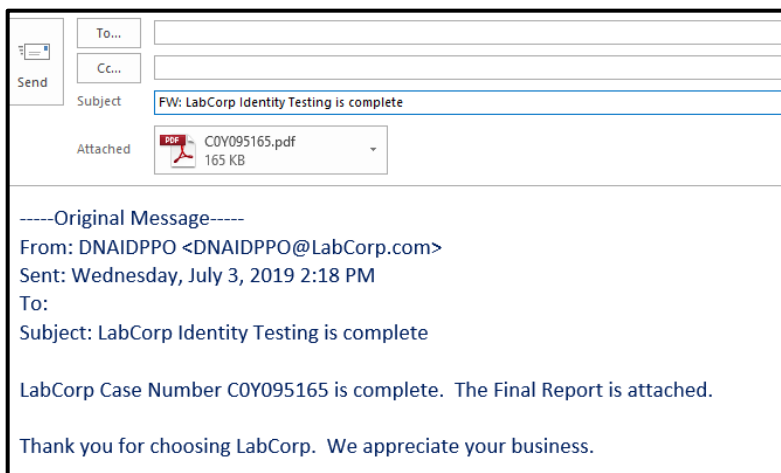 To...
Cc...
Send
Subject FW: LabCorp Identity Testing is complete
Attached PDF C0Y095165.pdf
165 KB
-----Original Message-----
From: DNAIDPPO <DNAIDPPO@LabCorp.com>
Sent: Wednesday, July 3, 2019 2:18 PM
To:
Subject: LabCorp Identity Testing is complete
LabCorp Case Number C0Y095165 is complete.  The Final Report is attached.
Thank you for choosing LabCorp.  We appreciate your business.